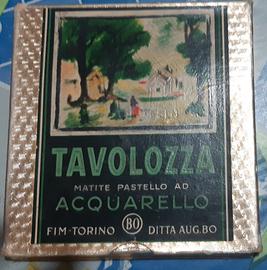 TAVOLOZZA
MATITE PASTELLO AD
ACQUARELLO
FIM-TORINO BO DITTA AUG. BO